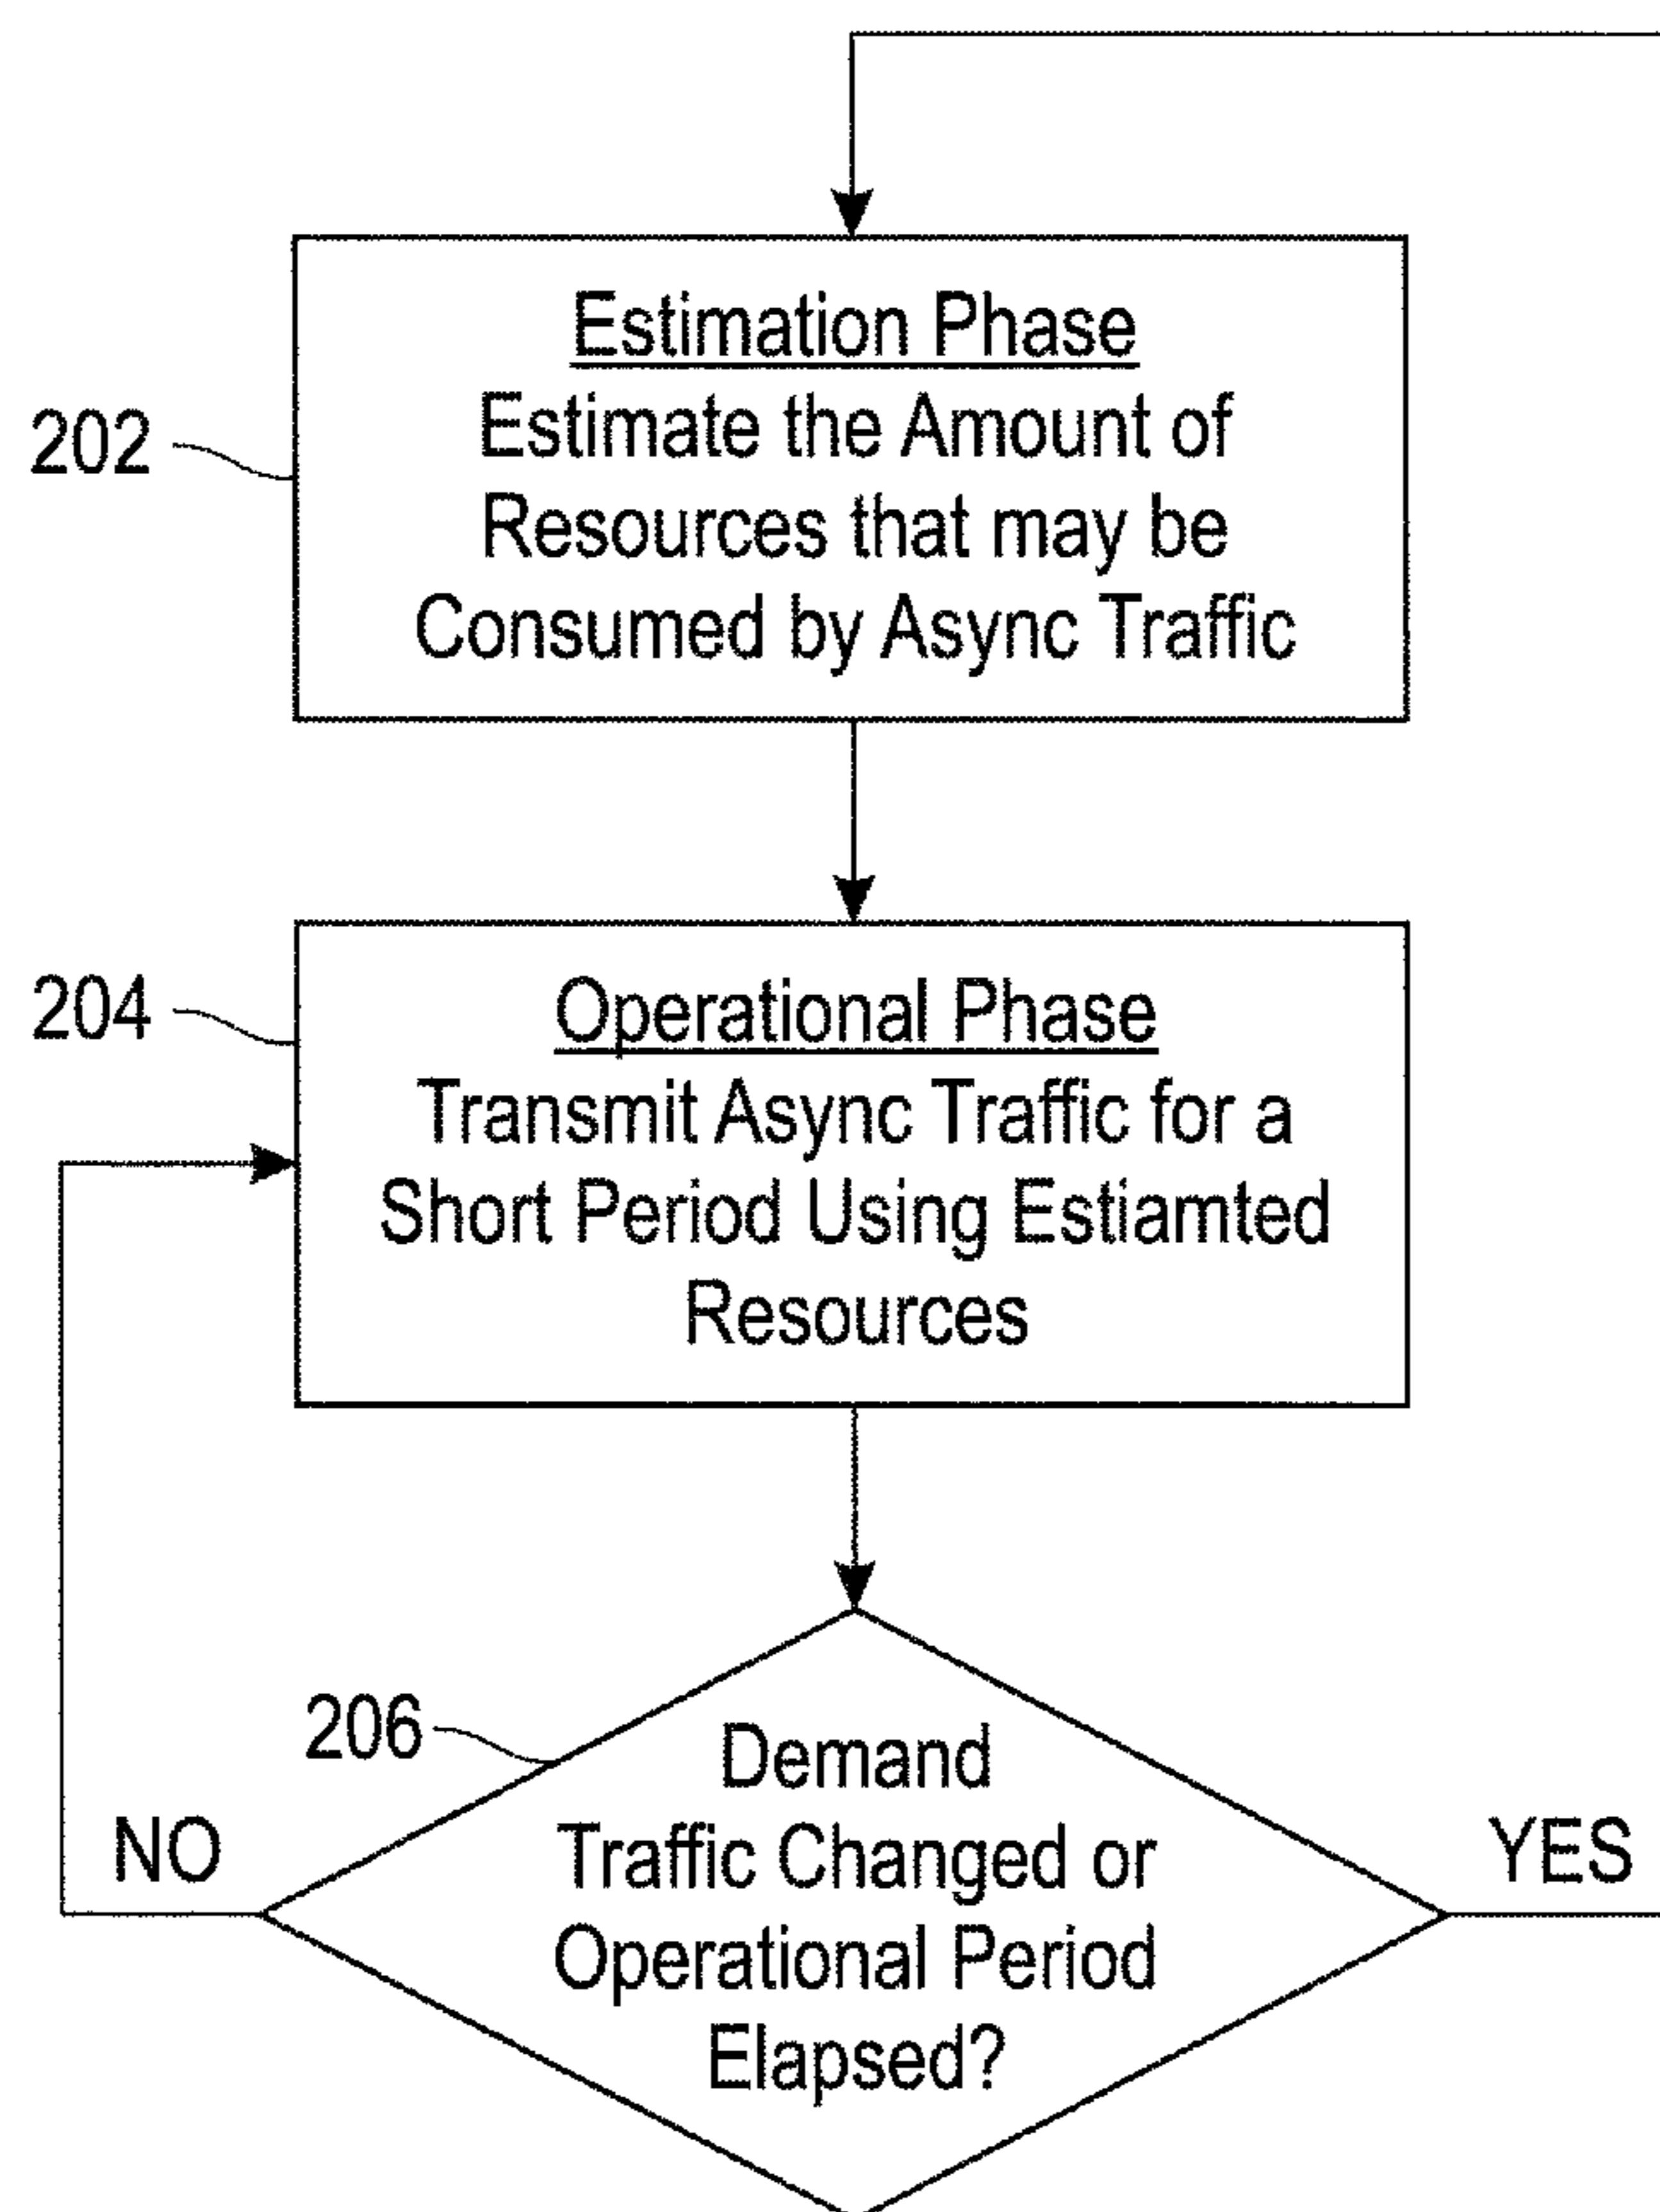 Estimation Phase
202
Estimate the Amount of
Resources that may be
Consumed by Async Traffic
204
Operational Phase
Transmit Async Traffic for a
Short Period Using Estiamted
Resources
206
Demand
Traffic Changed or
Operational Period
Elapsed?
NO
YES